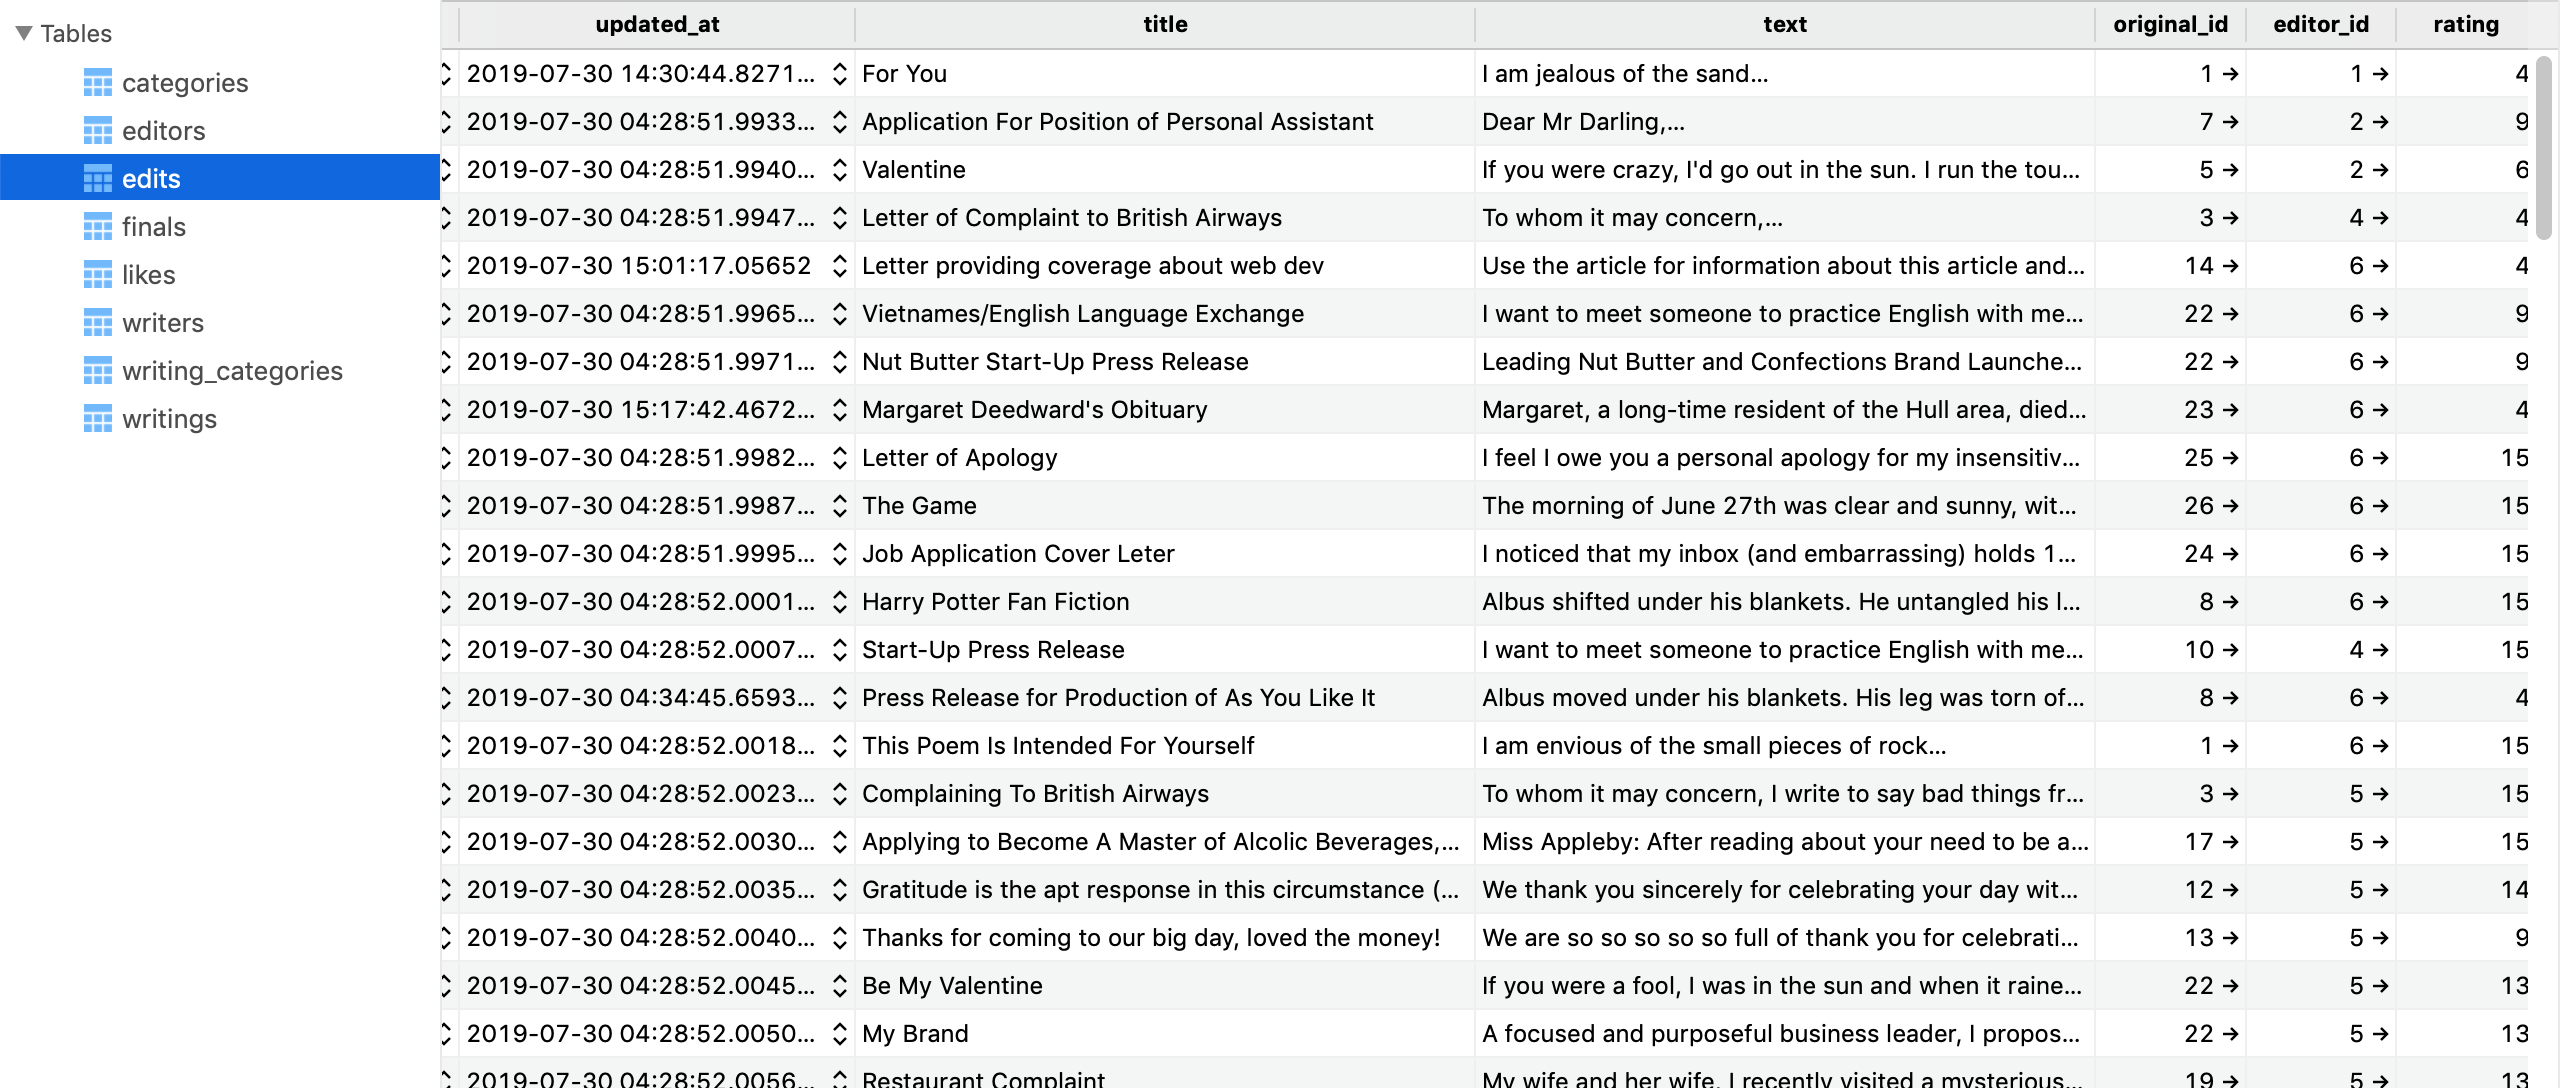 Tables
categories
editors
edits
finals
likes
writers
writing_categories
writings
updated_at title text original_id editor_id rating
2019-07-30 14:30:44.8271... For You I am jealous of the sand... 1 → 1 → 4
2019-07-30 04:28:51.9933... Application For Position of Personal Assistant Dear Mr Darling,... 7 → 2 → 9
2019-07-30 04:28:51.9940... Valentine If you were crazy, I'd go out in the sun. I run the tou... 5 → 2 → 6
2019-07-30 04:28:51.9947... Letter of Complaint to British Airways To whom it may concern,... 3 → 4 → 4
2019-07-30 15:01:17.05652 Letter providing coverage about web dev Use the article for information about this article and... 14 → 6 → 4
2019-07-30 04:28:51.9965... Vietnames/English Language Exchange I want to meet someone to practice English with me... 22 → 6 → 9
2019-07-30 04:28:51.9971... Nut Butter Start-Up Press Release Leading Nut Butter and Confections Brand Launche... 22 → 6 → 9
2019-07-30 15:17:42.4672... Margaret Deedward's Obituary Margaret, a long-time resident of the Hull area, died... 23 → 6 → 4
2019-07-30 04:28:51.9982... Letter of Apology I feel I owe you a personal apology for my insensitiv... 25 → 6 → 15
2019-07-30 04:28:51.9987... The Game The morning of June 27th was clear and sunny, wit... 26 → 6 → 15
2019-07-30 04:28:51.9995... Job Application Cover Leter I noticed that my inbox (and embarrassing) holds 1... 24 → 6 → 15
2019-07-30 04:28:52.0001... Harry Potter Fan Fiction Albus shifted under his blankets. He untangled his l... 8 → 6 → 15
2019-07-30 04:28:52.0007... Start-Up Press Release I want to meet someone to practice English with me... 10 → 4 → 15
2019-07-30 04:34:45.6593... Press Release for Production of As You Like It Albus moved under his blankets. His leg was torn of... 8 → 6 → 4
2019-07-30 04:28:52.0018... This Poem Is Intended For Yourself I am envious of the small pieces of rock... 1 → 6 → 15
2019-07-30 04:28:52.0023... Complaining To British Airways To whom it may concern, I write to say bad things fr... 3 → 5 → 15
2019-07-30 04:28:52.0030... Applying to Become A Master of Alcolic Beverages,... Miss Appleby: After reading about your need to be a... 17 → 5 → 15
2019-07-30 04:28:52.0035... Gratitude is the apt response in this circumstance (... We thank you sincerely for celebrating your day wit... 12 → 5 → 14
2019-07-30 04:28:52.0040... Thanks for coming to our big day, loved the money! We are so so so so so full of thank you for celebrati... 13 → 5 → 9
2019-07-30 04:28:52.0045... Be My Valentine If you were a fool, I was in the sun and when it raine... 22 → 5 → 13
2019-07-30 04:28:52.0050... My Brand A focused and purposeful business leader, I propos... 22 → 5 → 13
2019-07-30 04:28:52.0056... Restaurant Complaint My wife and her wife, I recently visited a mysterious... 19 → 5 → 13